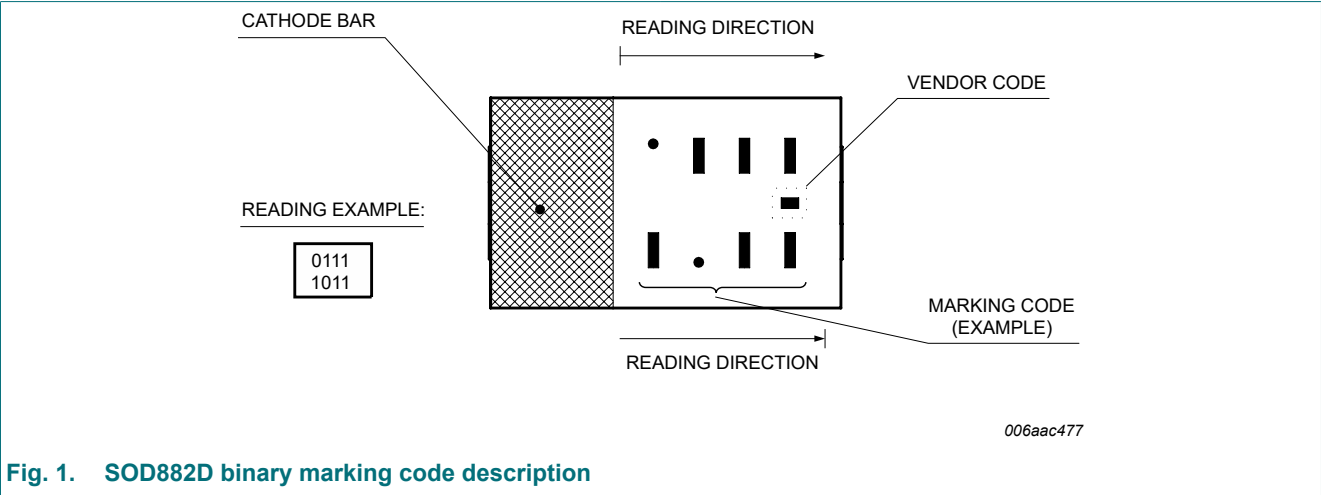 CATHODE BAR
READING DIRECTION
VENDOR CODE
READING EXAMPLE:
0111
1011
MARKING CODE
(EXAMPLE)
READING DIRECTION
006aac477
Fig. 1. SOD882D binary marking code description